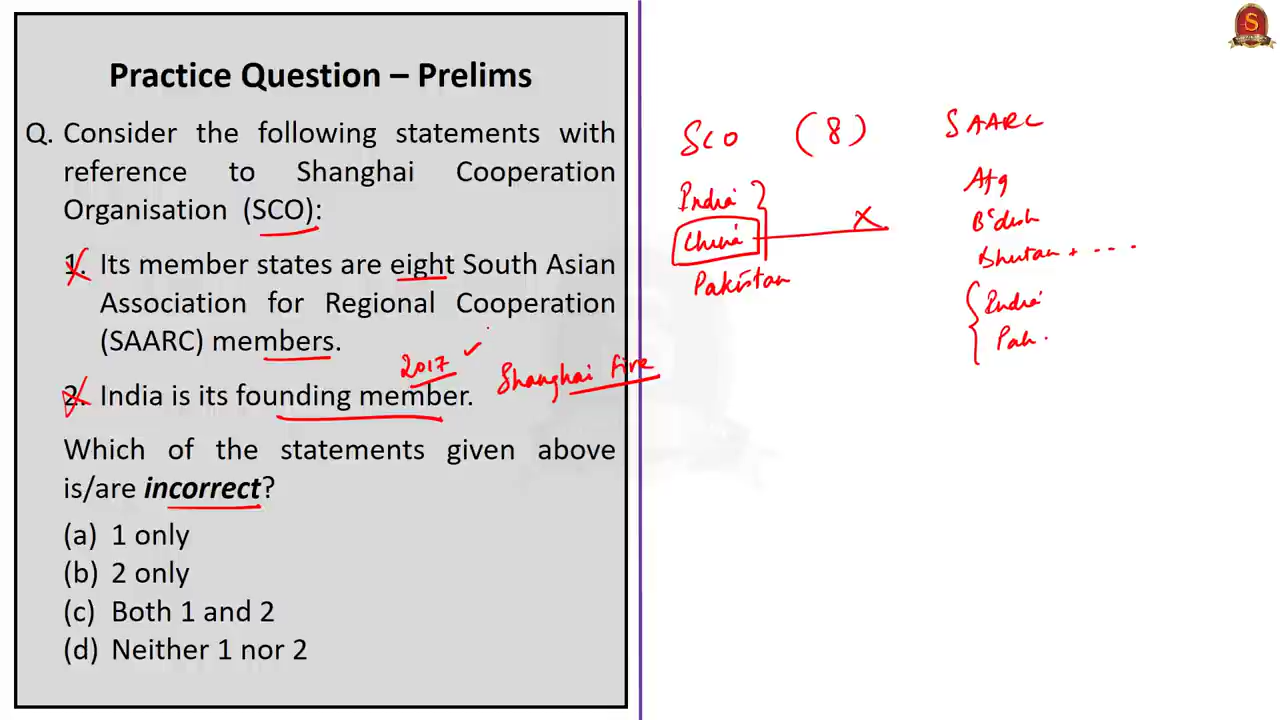 Practice Question – Prelims
Q. Consider the following statements with
reference to Shanghai Cooperation
Organisation (SCO):
1. Its member states are eight South Asian
Association for Regional Cooperation
(SAARC) members.
2017
Shanghai Five
2. India is its founding member.
Which of the statements given above
is/are incorrect?
(a) 1 only
(b) 2 only
(c) Both 1 and 2
(d) Neither 1 nor 2
SCO (8)
India
China
Pakistan
SAARC
Afg
B'desh
Bhutan + ---
India
Pak.
S